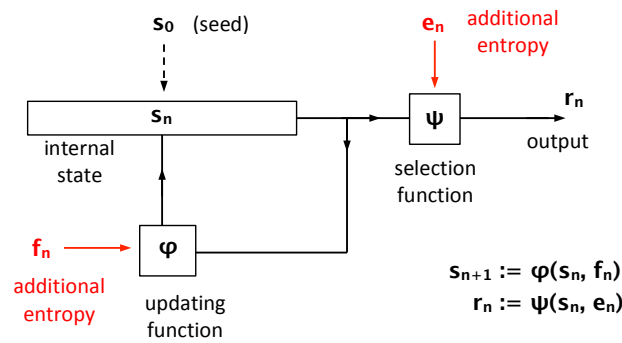 s₀ (seed)
eₙ additional
entropy
sₙ
ψ
rₙ
internal
state
output
selection
function
fₙ
φ
additional
entropy
updating
function
sₙ₊₁ := φ(sₙ, fₙ)
rₙ := ψ(sₙ, eₙ)